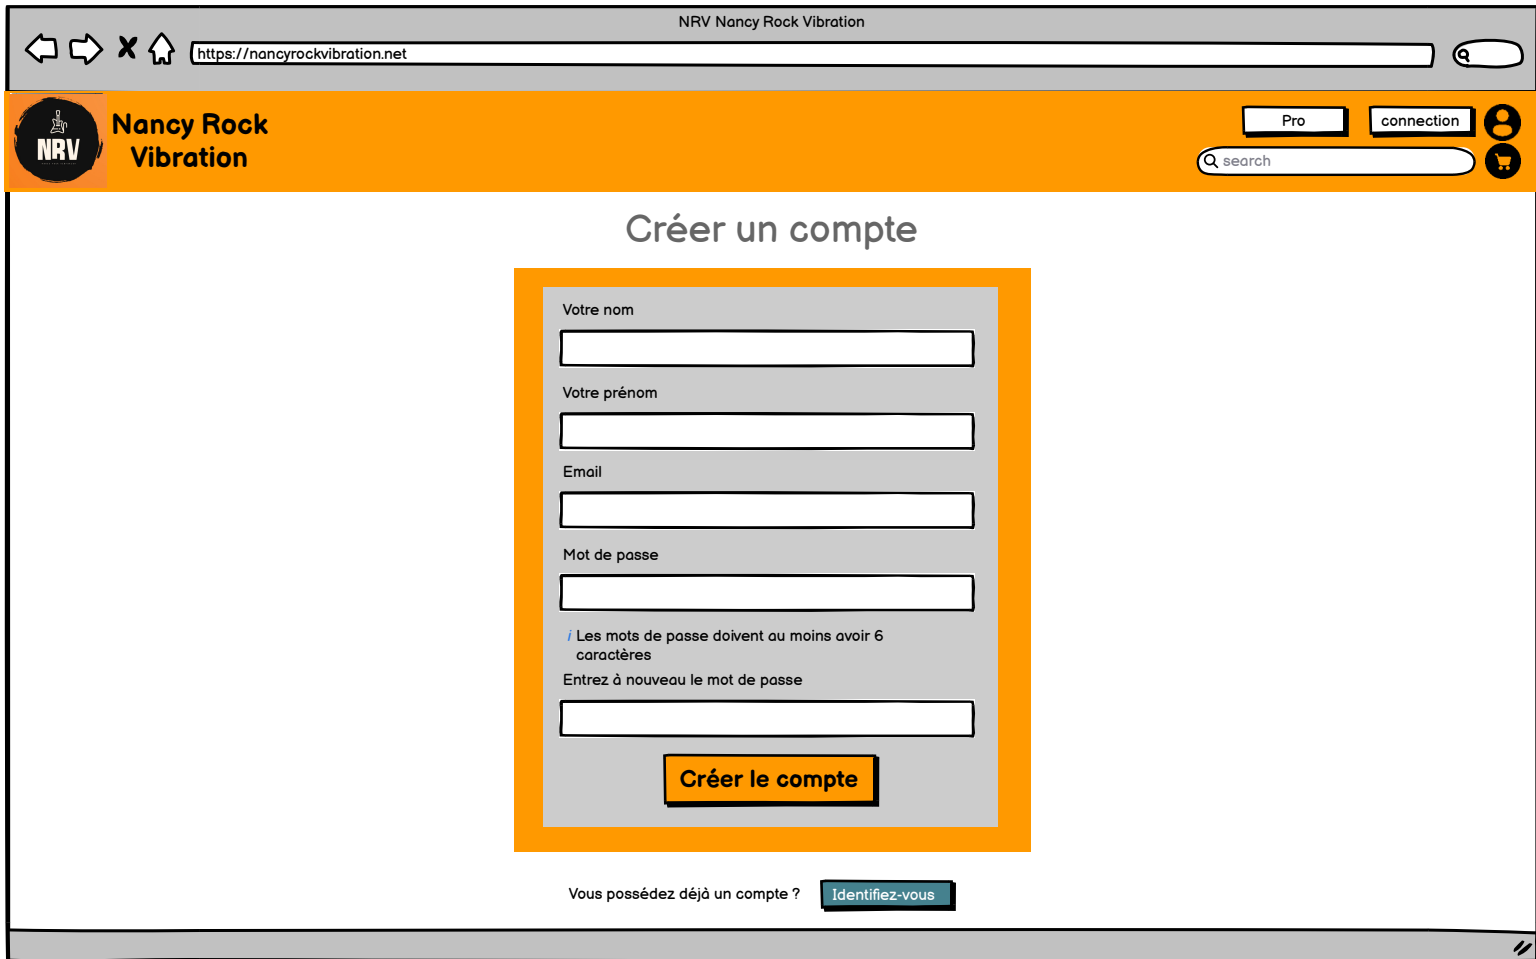 NRV Nancy Rock Vibration
https://nancyrockvibration.net
NRV
Nancy Rock
Vibration
Pro
connection
search
Créer un compte
Votre nom
Votre prénom
Email
Mot de passe
i Les mots de passe doivent au moins avoir 6
caractères
Entrez à nouveau le mot de passe
Créer le compte
Vous possédez déjà un compte ?
Identifiez-vous